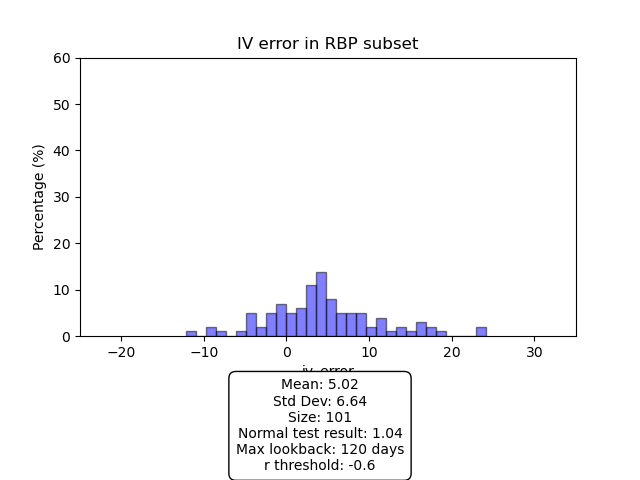 IV error in RBP subset
60
50
40
30
20
10
0
Percentage (%)
−20 −10 0 10 20 30
iv_error
Mean: 5.02
Std Dev: 6.64
Size: 101
Normal test result: 1.04
Max lookback: 120 days
r threshold: -0.6